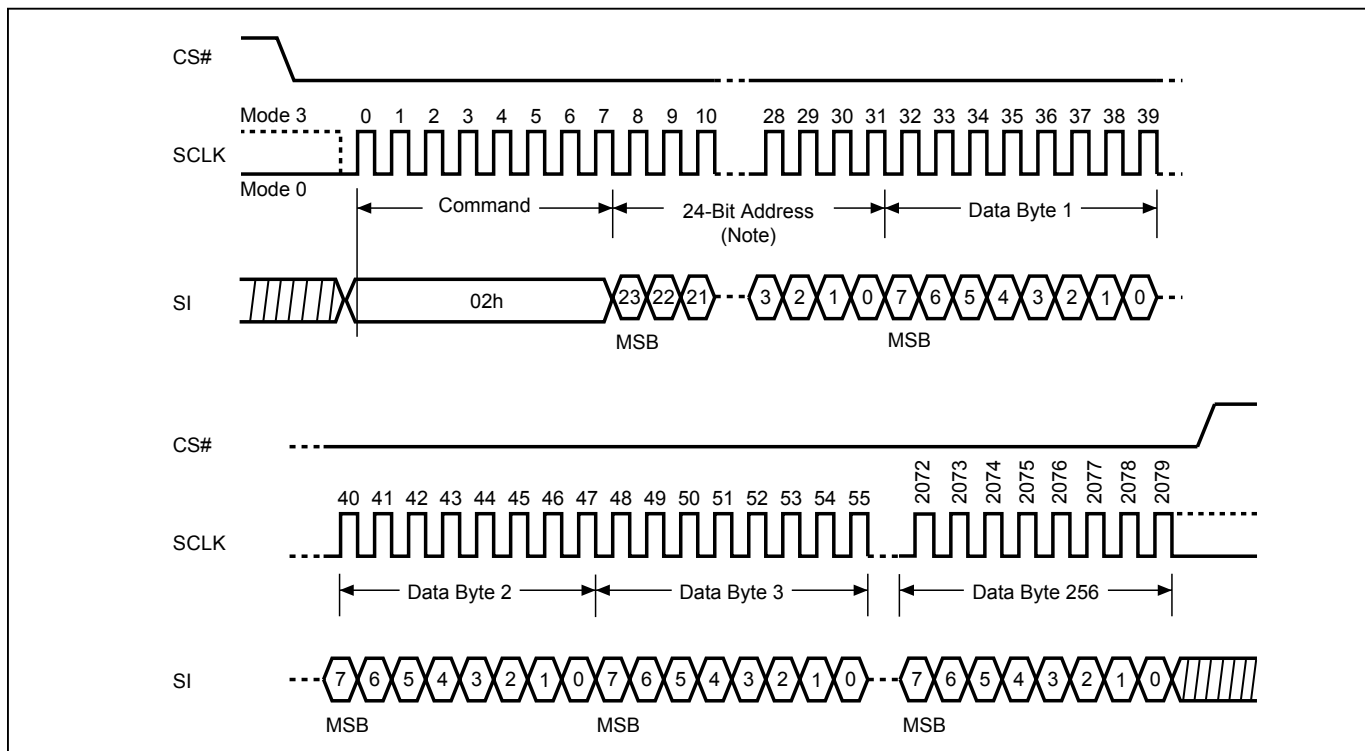 CS#
Mode 3
0 1 2 3 4 5 6 7 8 9 10 28 29 30 31 32 33 34 35 36 37 38 39
SCLK
Mode 0
Command
24-Bit Address
(Note)
Data Byte 1
SI
02h
23 22 21 3 2 1 0 7 6 5 4 3 2 1 0
MSB
MSB
CS#
40 41 42 43 44 45 46 47 48 49 50 51 52 53 54 55 2072 2073 2074 2075 2076 2077 2078 2079
SCLK
Data Byte 2
Data Byte 3
Data Byte 256
SI
7 6 5 4 3 2 1 0 7 6 5 4 3 2 1 0 7 6 5 4 3 2 1 0
MSB
MSB
MSB